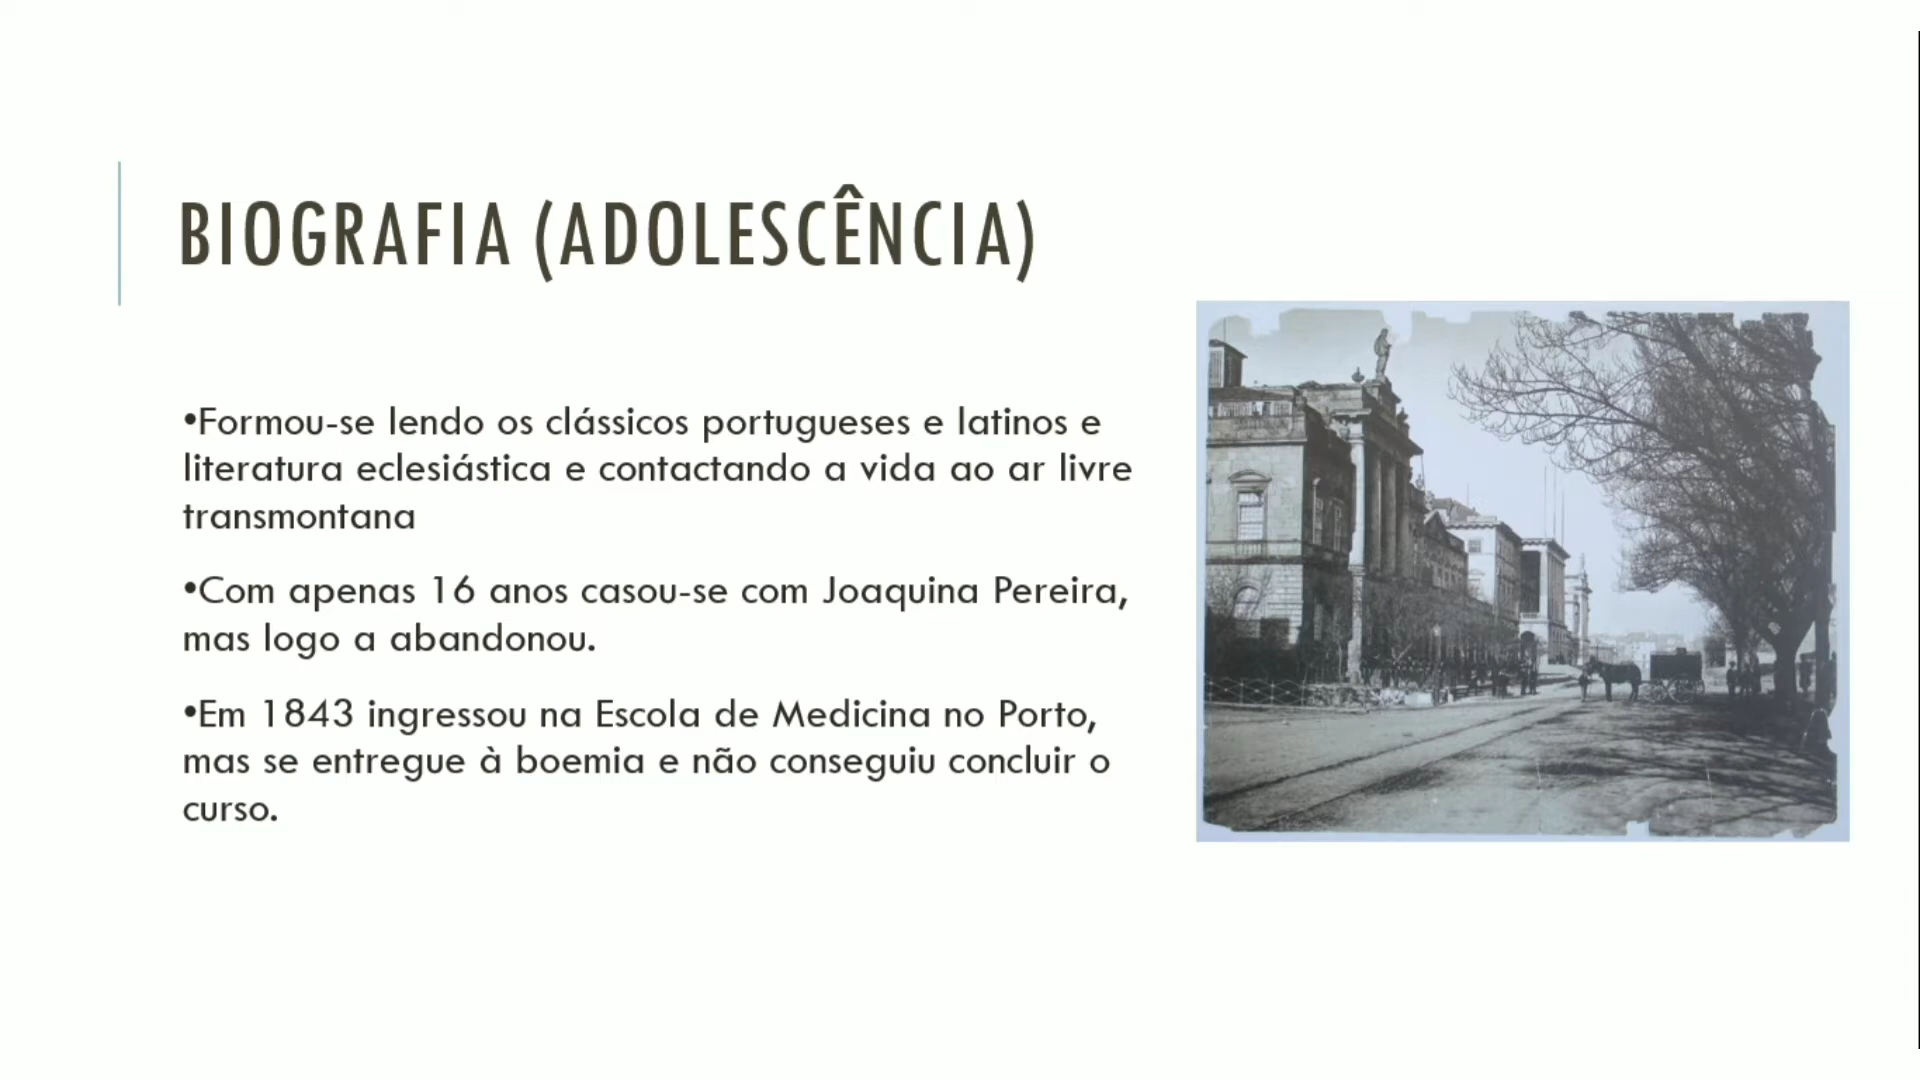 BIOGRAFIA (ADOLESCÊNCIA)
•Formou-se lendo os clássicos portugueses e latinos e
literatura eclesiástica e contactando a vida ao ar livre
transmontana
•Com apenas 16 anos casou-se com Joaquina Pereira,
mas logo a abandonou.
•Em 1843 ingressou na Escola de Medicina no Porto,
mas se entregue à boemia e não conseguiu concluir o
curso.